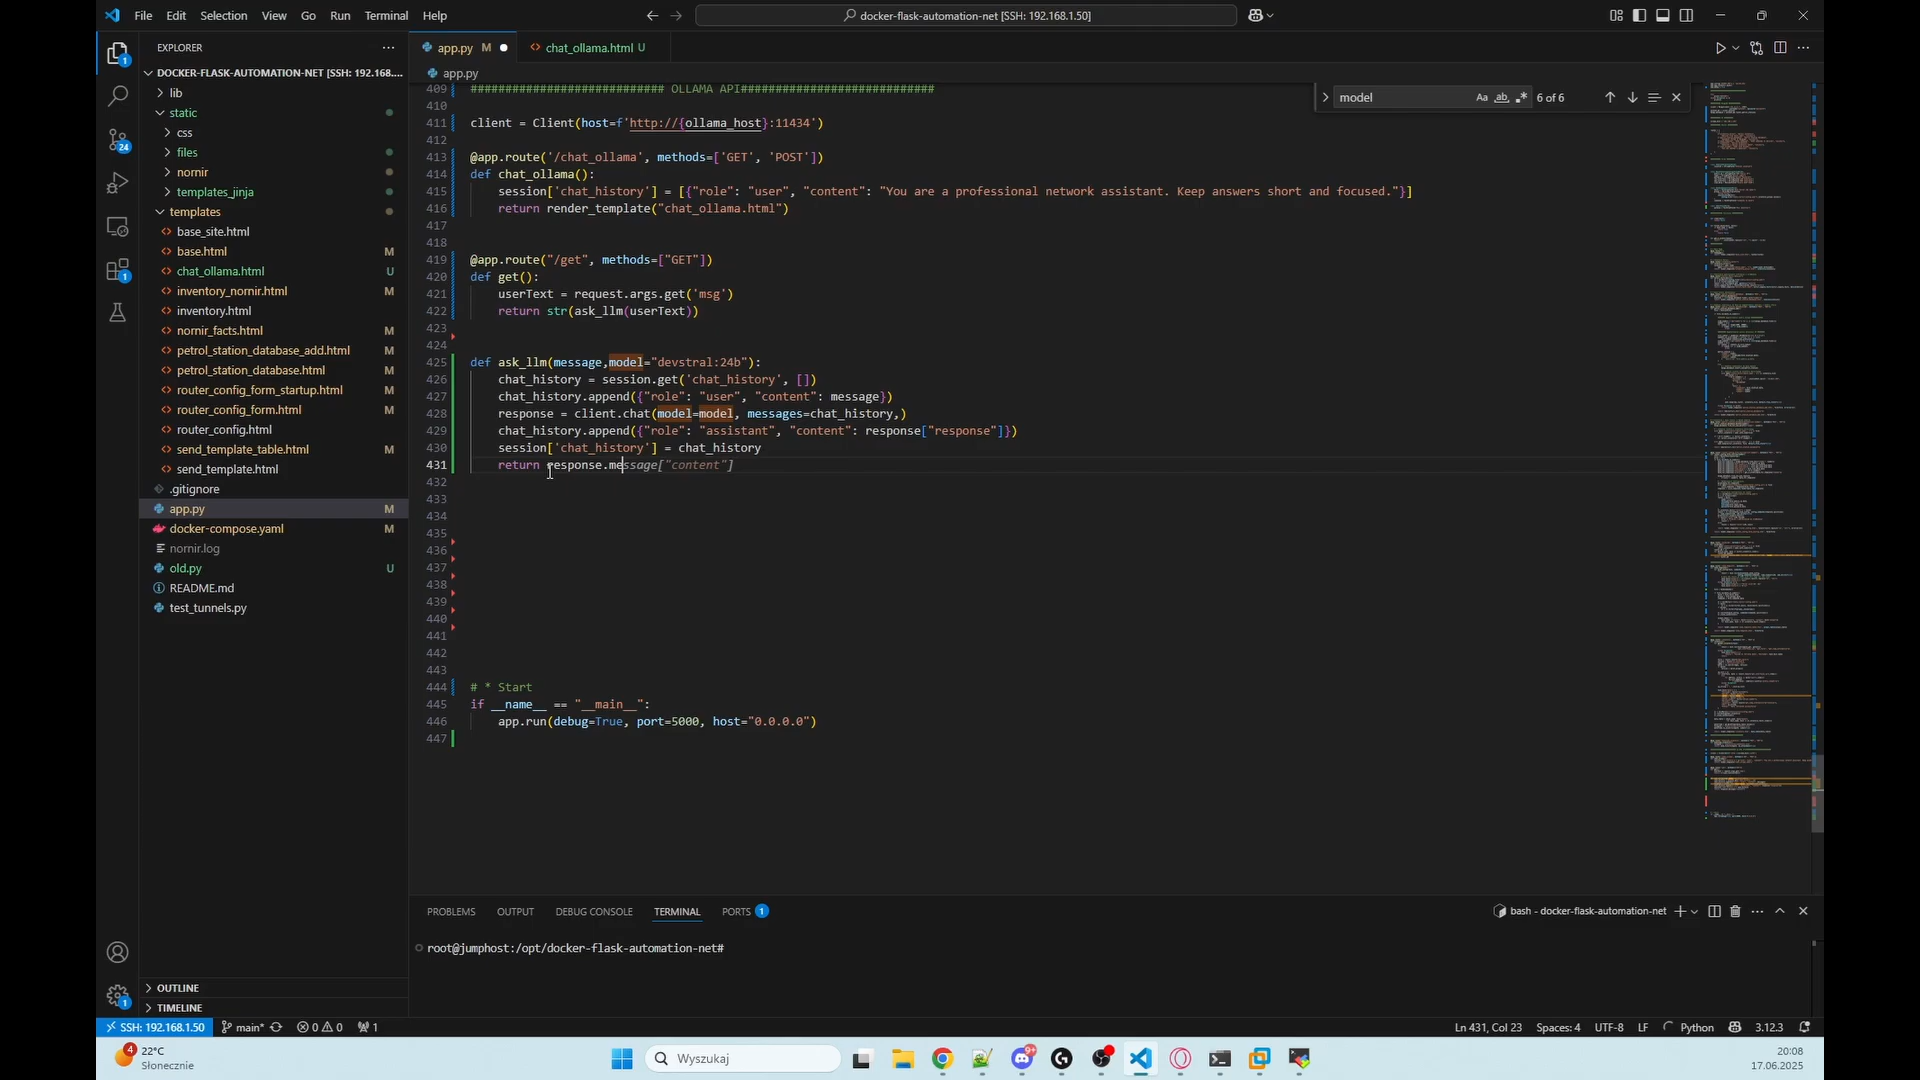 File Edit Selection View Go Run Terminal Help
docker-flask-automation-net [SSH: 192.168.1.50]
EXPLORER
DOCKER-FLASK-AUTOMATION-NET [SSH: 192.168....
lib
static
css
files
nornir
templates_jinja
templates
base_site.html
base.html M
chat_ollama.html U
inventory_nornir.html M
inventory.html
nornir_facts.html M
petrol_station_database_add.html M
petrol_station_database.html M
router_config_form_startup.html M
router_config_form.html M
router_config.html
send_template_table.html M
send_template.html
.gitignore
app.py M
docker-compose.yaml M
nornir.log
old.py U
README.md
test_tunnels.py
OUTLINE
TIMELINE
1
24
1
1
app.py M
chat_ollama.html U
app.py
model Aa ab 6 of 6
409 ############################ OLLAMA API############################
410
411 client = Client(host=f'http://{ollama_host}:11434')
412
413 @app.route('/chat_ollama', methods=['GET', 'POST'])
414 def chat_ollama():
415 session['chat_history'] = [{"role": "user", "content": "You are a professional network assistant. Keep answers short and focused."}]
416 return render_template("chat_ollama.html")
417
418
419 @app.route("/get", methods=["GET"])
420 def get():
421 userText = request.args.get('msg')
422 return str(ask_llm(userText))
423
424
425 def ask_llm(message,model="devstral:24b"):
426 chat_history = session.get('chat_history', [])
427 chat_history.append({"role": "user", "content": message})
428 response = client.chat(model=model, messages=chat_history,)
429 chat_history.append({"role": "assistant", "content": response["response"]})
430 session['chat_history'] = chat_history
431 return response.message["content"]
432
433
434
435
436
437
438
439
440
441
442
443
444 # * Start
445 if __name__ == "__main__":
446 app.run(debug=True, port=5000, host="0.0.0.0")
447
PROBLEMS OUTPUT DEBUG CONSOLE TERMINAL PORTS 1
bash - docker-flask-automation-net
root@jumphost:/opt/docker-flask-automation-net#
SSH: 192.168.1.50 main* 0 0 1
Ln 431, Col 23 Spaces: 4 UTF-8 LF Python 3.12.3
4
22°C
Słonecznie
Wyszukaj
9+
20:08
17.06.2025